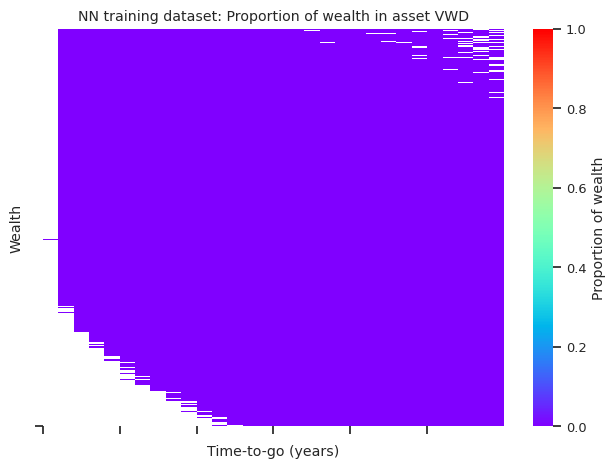 NN training dataset: Proportion of wealth in asset VWD
Wealth
Time-to-go (years)
1.0
0.8
0.6
0.4
0.2
0.0
Proportion of wealth